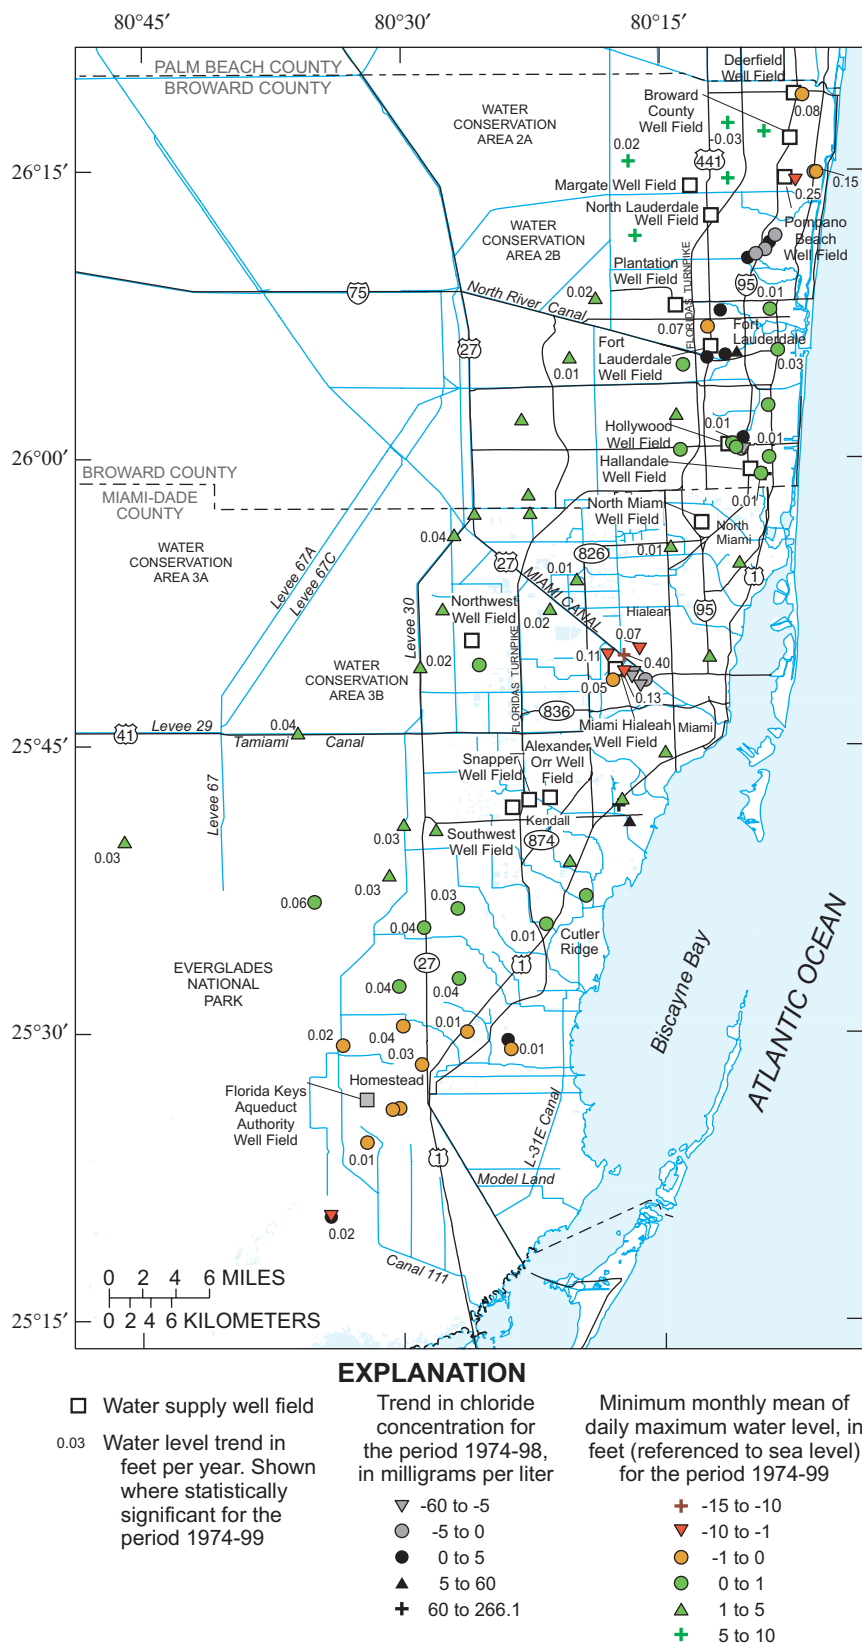 80°45′
80°30′
80°15′
PALM BEACH COUNTY
BROWARD COUNTY
Deerfield
Well Field
WATER
CONSERVATION
AREA 2A
Broward
County
Well Field
0.08
0.02
-0.03
441
26°15′
Margate Well Field
0.25
0.15
North Lauderdale
Well Field
Pompano
Beach
Well Field
WATER
CONSERVATION
AREA 2B
Plantation
Well Field
FLORIDAS TURNPIKE
75
North River Canal
0.02
95
0.01
0.07
Fort
Lauderdale
27
Fort
Lauderdale
Well Field
0.01
0.03
Hollywood
Well Field
0.01
0.01
26°00′
Hallandale
Well Field
BROWARD COUNTY
MIAMI-DADE
COUNTY
0.01
North Miami
Well Field
North
Miami
WATER
CONSERVATION
AREA 3A
Levee 67A
Levee 67C
0.04
27
826
0.01
MIAMI CANAL
0.01
1
Levee 30
Northwest
Well Field
0.02
Hialeah
95
FLORIDAS TURNPIKE
0.07
0.11
0.40
WATER
CONSERVATION
AREA 3B
0.02
0.05
0.13
836
Miami Hialeah
Well Field
Miami
41
Levee 29
0.04
Tamiami
Canal
25°45′
Snapper
Well Field
Alexander
Orr Well
Field
Levee 67
Kendall
0.03
Southwest
Well Field
874
0.03
0.03
0.06
0.03
0.04
0.01
Cutler
Ridge
27
1
EVERGLADES
NATIONAL
PARK
0.04
0.04
Biscayne Bay
ATLANTIC OCEAN
25°30′
0.02
0.04
0.01
0.03
0.01
Homestead
Florida Keys
Aqueduct
Authority
Well Field
0.01
L-31E Canal
1
Model Land
0.02
Canal 111
0 2 4 6 MILES
0 2 4 6 KILOMETERS
25°15′
EXPLANATION
Water supply well field
0.03 Water level trend in
feet per year. Shown
where statistically
significant for the
period 1974-99
Trend in chloride
concentration for
the period 1974-98,
in milligrams per liter
-60 to -5
-5 to 0
0 to 5
5 to 60
60 to 266.1
Minimum monthly mean of
daily maximum water level, in
feet (referenced to sea level)
for the period 1974-99
-15 to -10
-10 to -1
-1 to 0
0 to 1
1 to 5
5 to 10